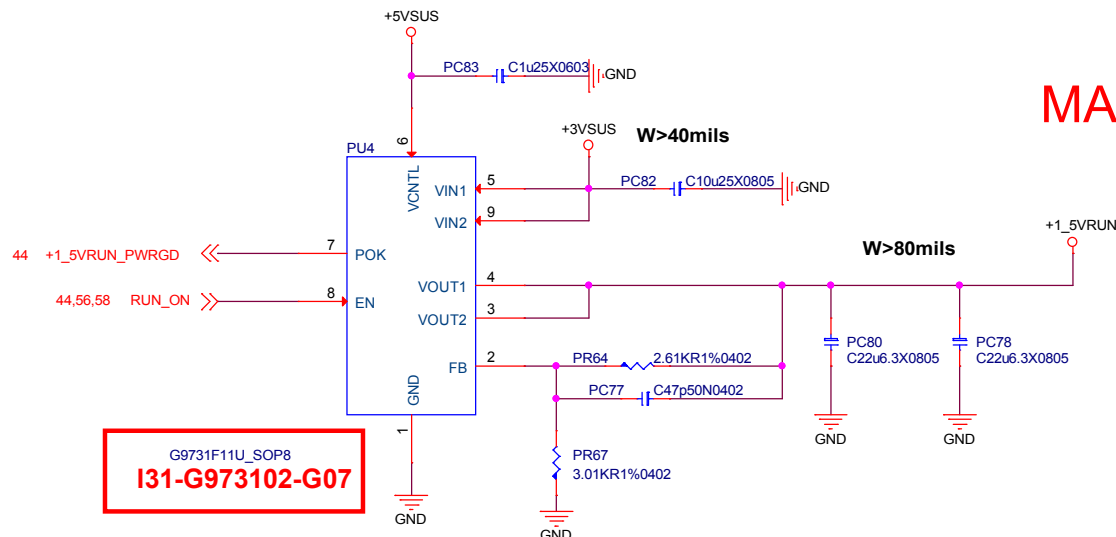 +5VSUS
PC83 C1u25X0603
GND
MA
+3VSUS
W>40mils
6
PU4
VCNTL
VIN1 5
PC82 C10u25X0805
GND
VIN2 9
+1_5VRUN
W>80mils
44 +1_5VRUN_PWRGD 7 POK
VOUT1 4
44,56,58 RUN_ON 8 EN
VOUT2 3
PC80
C22u6.3X0805
PC78
C22u6.3X0805
FB 2
PR64 2.61KR1%0402
PC77 C47p50N0402
GND
1
GND
GND
G9731F11U_SOP8
I31-G973102-G07
PR67
3.01KR1%0402
GND
GND